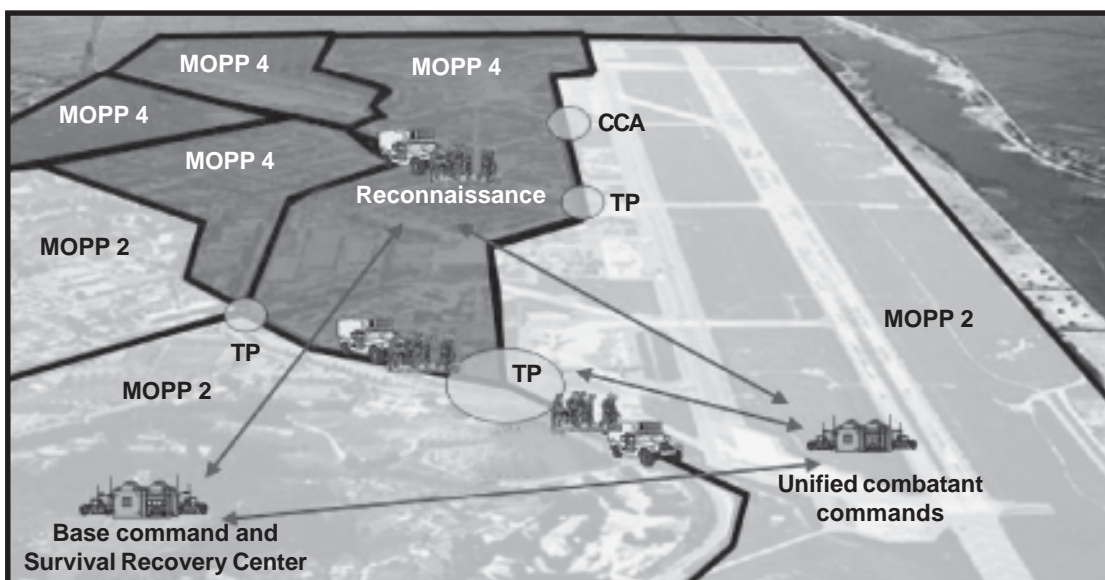 MOPP 4
MOPP 4
MOPP 4
CCA
MOPP 4
Reconnaissance
TP
MOPP 2
MOPP 2
TP
TP
MOPP 2
Unified combatant
commands
Base command and
Survival Recovery Center